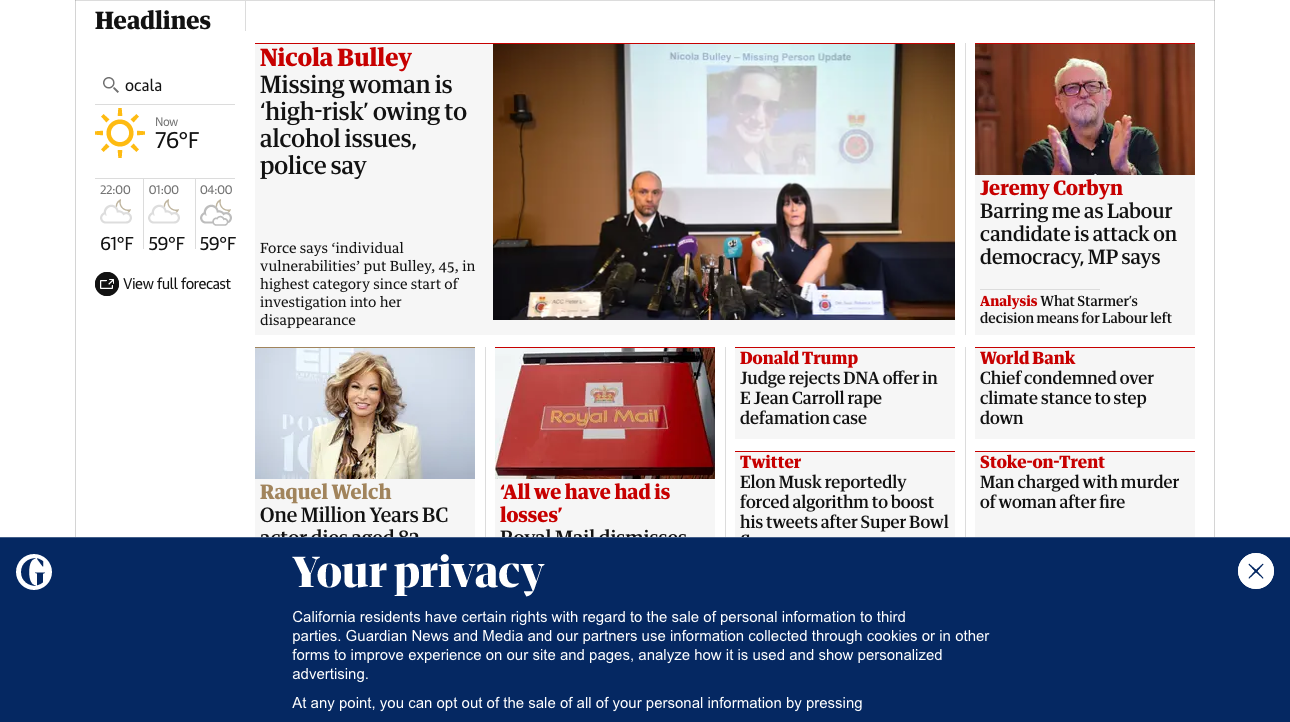 Headlines
ocala
Now
76°F
22:00
01:00
04:00
61°F
59°F
59°F
View full forecast
Nicola Bulley
Missing woman is
‘high-risk’ owing to
alcohol issues,
police say
Force says ‘individual
vulnerabilities’ put Bulley, 45, in
highest category since start of
investigation into her
disappearance
Nicola Bulley – Missing Person Update
Jeremy Corbyn
Barring me as Labour
candidate is attack on
democracy, MP says
Analysis What Starmer’s
decision means for Labour left
Raquel Welch
One Million Years BC
actor dies aged 82
Royal Mail
‘All we have had is
losses’
Royal Mail dismisses
Donald Trump
Judge rejects DNA offer in
E Jean Carroll rape
defamation case
World Bank
Chief condemned over
climate stance to step
down
Twitter
Elon Musk reportedly
forced algorithm to boost
his tweets after Super Bowl
Stoke-on-Trent
Man charged with murder
of woman after fire
Your privacy
California residents have certain rights with regard to the sale of personal information to third
parties. Guardian News and Media and our partners use information collected through cookies or in other
forms to improve experience on our site and pages, analyze how it is used and show personalized
advertising.
At any point, you can opt out of the sale of all of your personal information by pressing